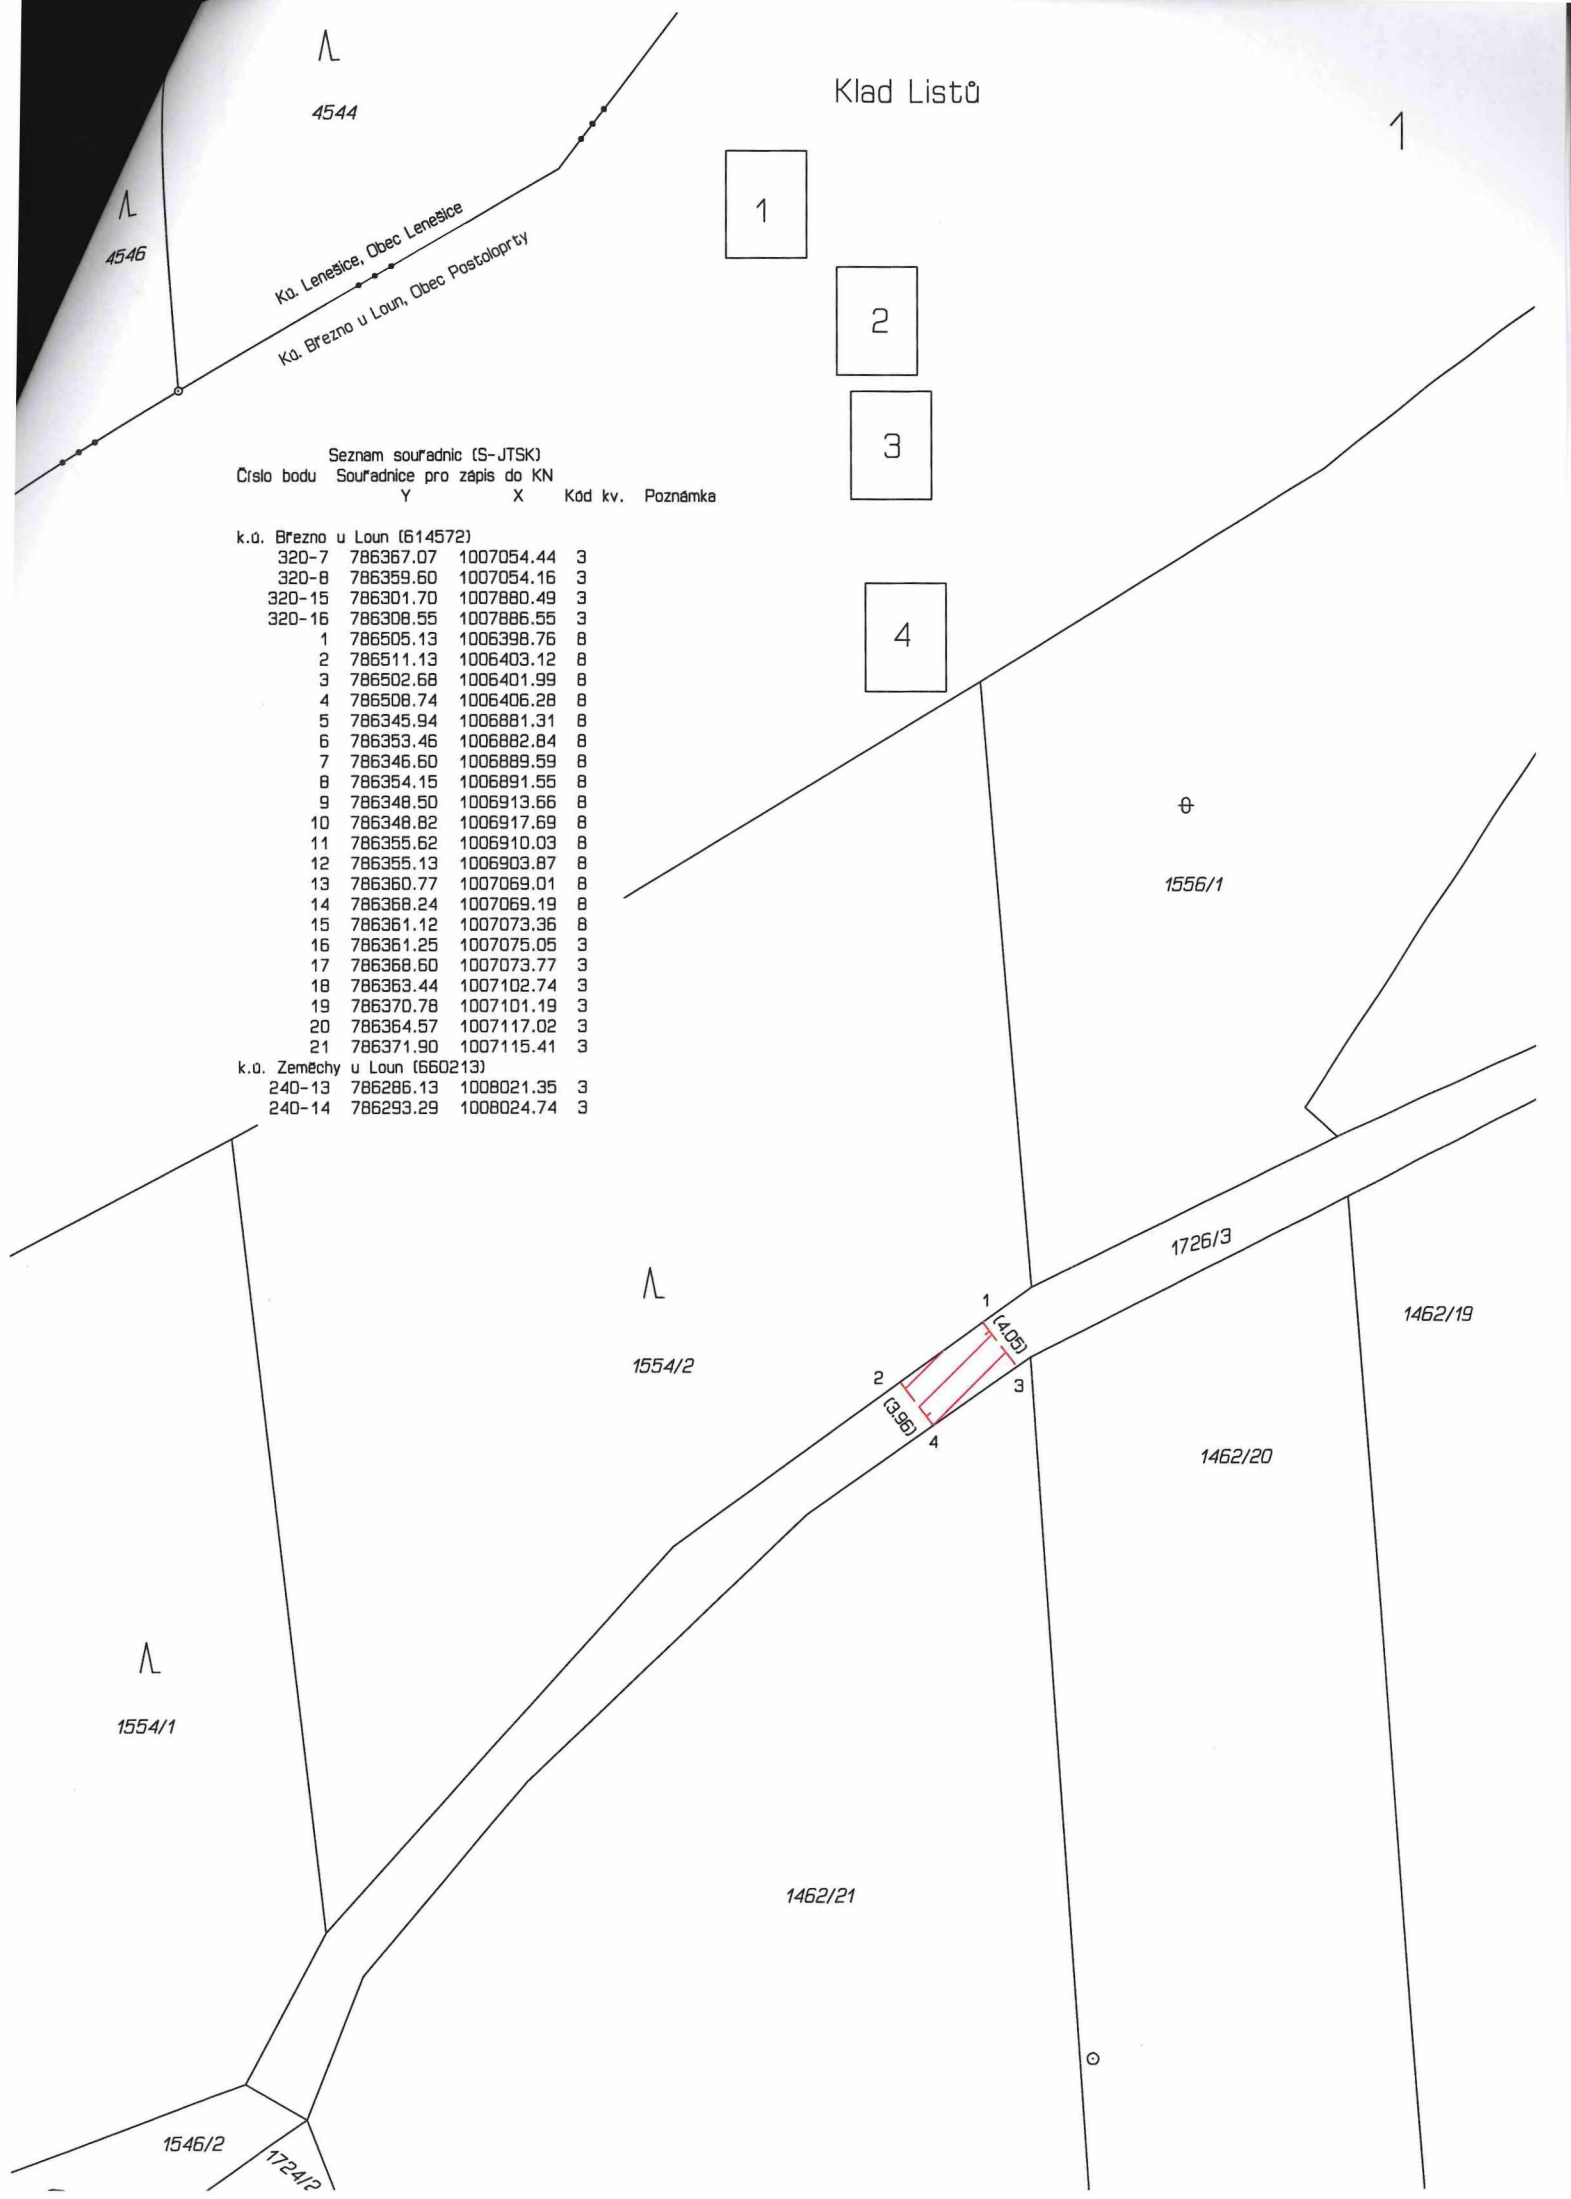 Klad Listů
1
4544
4546
K.ú. Lenešice, Obec Lenešice
K.ú. Březno u Loun, Obec Postoloprty
1
2
3
4
Seznam souřadnic (S-JTSK)
Číslo bodu Souřadnice pro zápis do KN
Y X Kód kv. Poznámka
k.ú. Březno u Loun (614572)
320-7 786367.07 1007054.44 3
320-8 786359.60 1007054.16 3
320-15 786301.70 1007880.49 3
320-16 786308.55 1007886.55 3
1 786505.13 1006398.76 8
2 786511.13 1006403.12 8
3 786502.68 1006401.99 8
4 786508.74 1006406.28 8
5 786345.94 1006881.31 8
6 786353.46 1006882.84 8
7 786346.60 1006889.59 8
8 786354.15 1006891.55 8
9 786348.50 1006913.66 8
10 786348.82 1006917.69 8
11 786355.62 1006910.03 8
12 786355.13 1006903.87 8
13 786360.77 1007069.01 8
14 786368.24 1007069.19 8
15 786361.12 1007073.36 8
16 786361.25 1007075.05 3
17 786368.60 1007073.77 3
18 786363.44 1007102.74 3
19 786370.78 1007101.19 3
20 786364.57 1007117.02 3
21 786371.90 1007115.41 3
k.ú. Zeměchy u Loun (660213)
240-13 786286.13 1008021.35 3
240-14 786293.29 1008024.74 3
1556/1
1726/3
1462/19
1
(4.05)
3
2
(3.96)
4
1554/2
1462/20
1554/1
1462/21
1546/2
1724/2